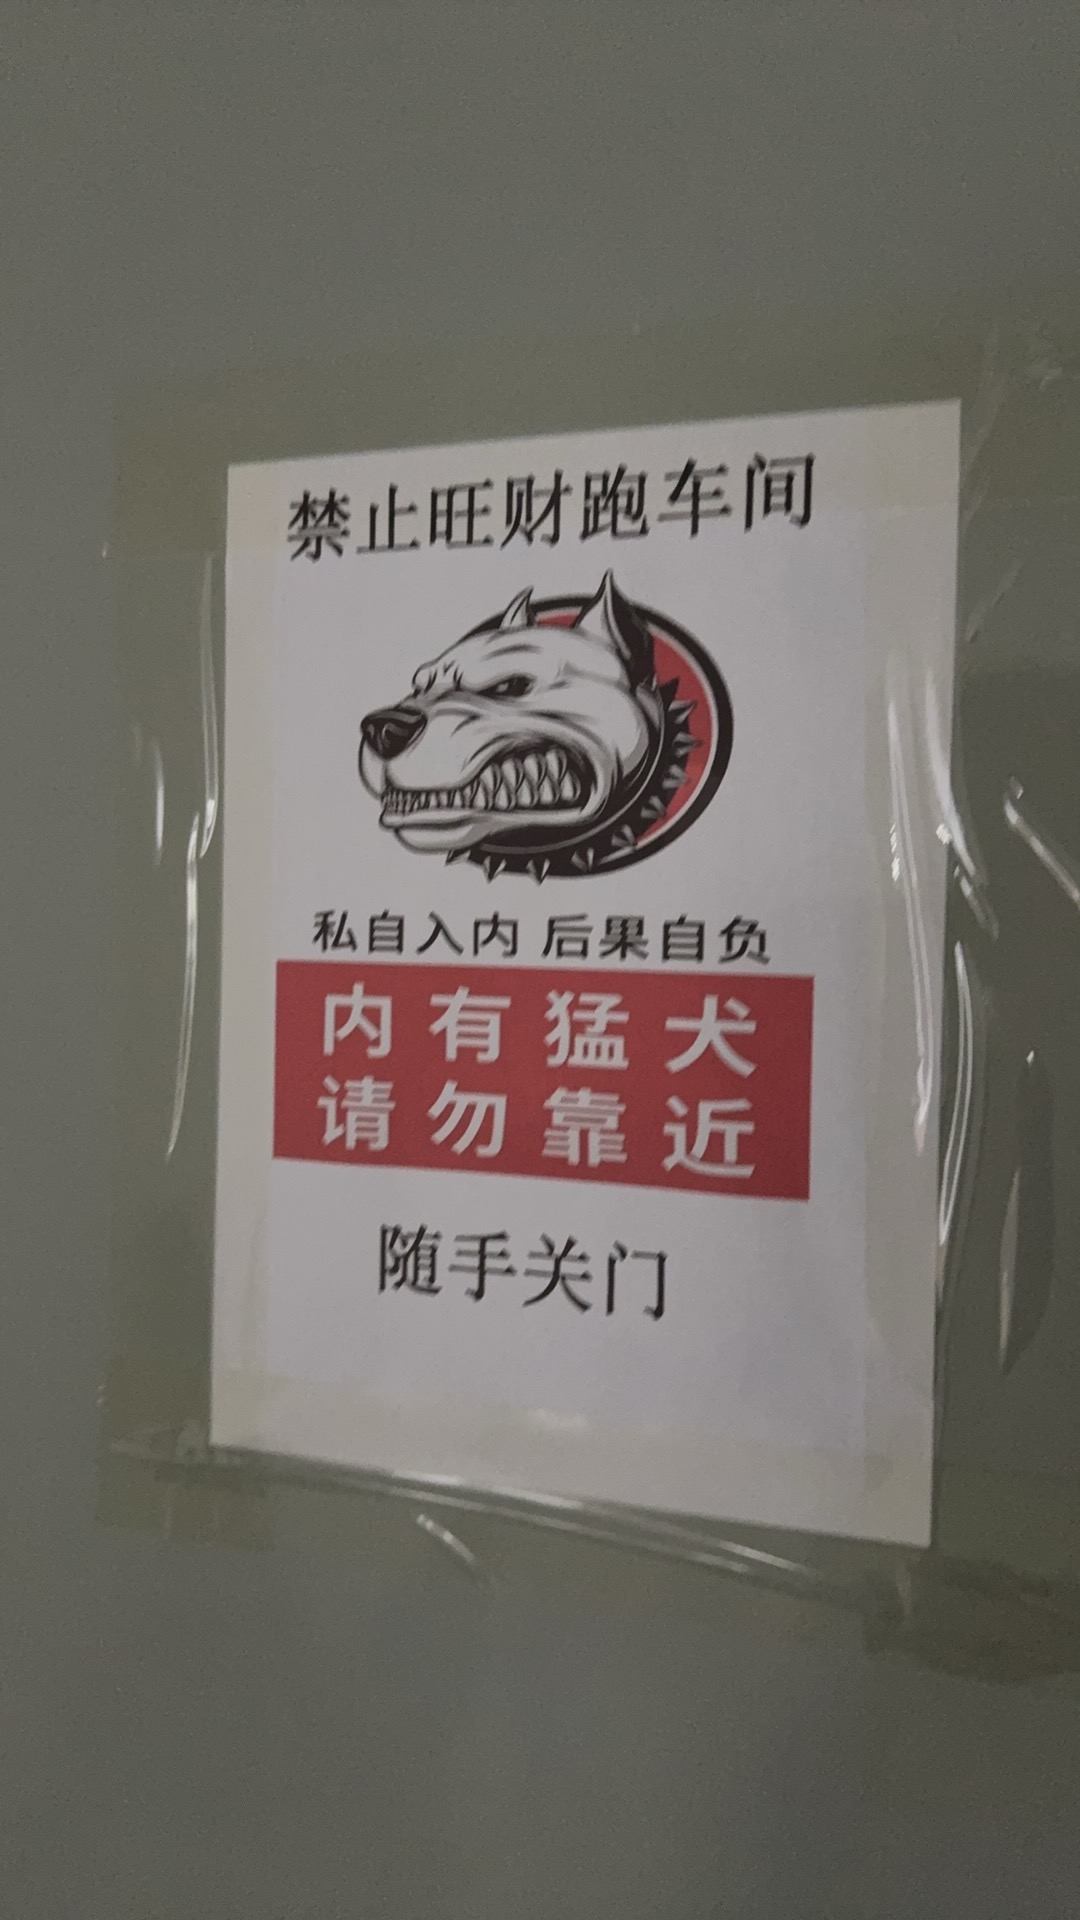 禁止旺财跑车间
私自入内 后果自负
内有猛犬
请勿靠近
随手关门